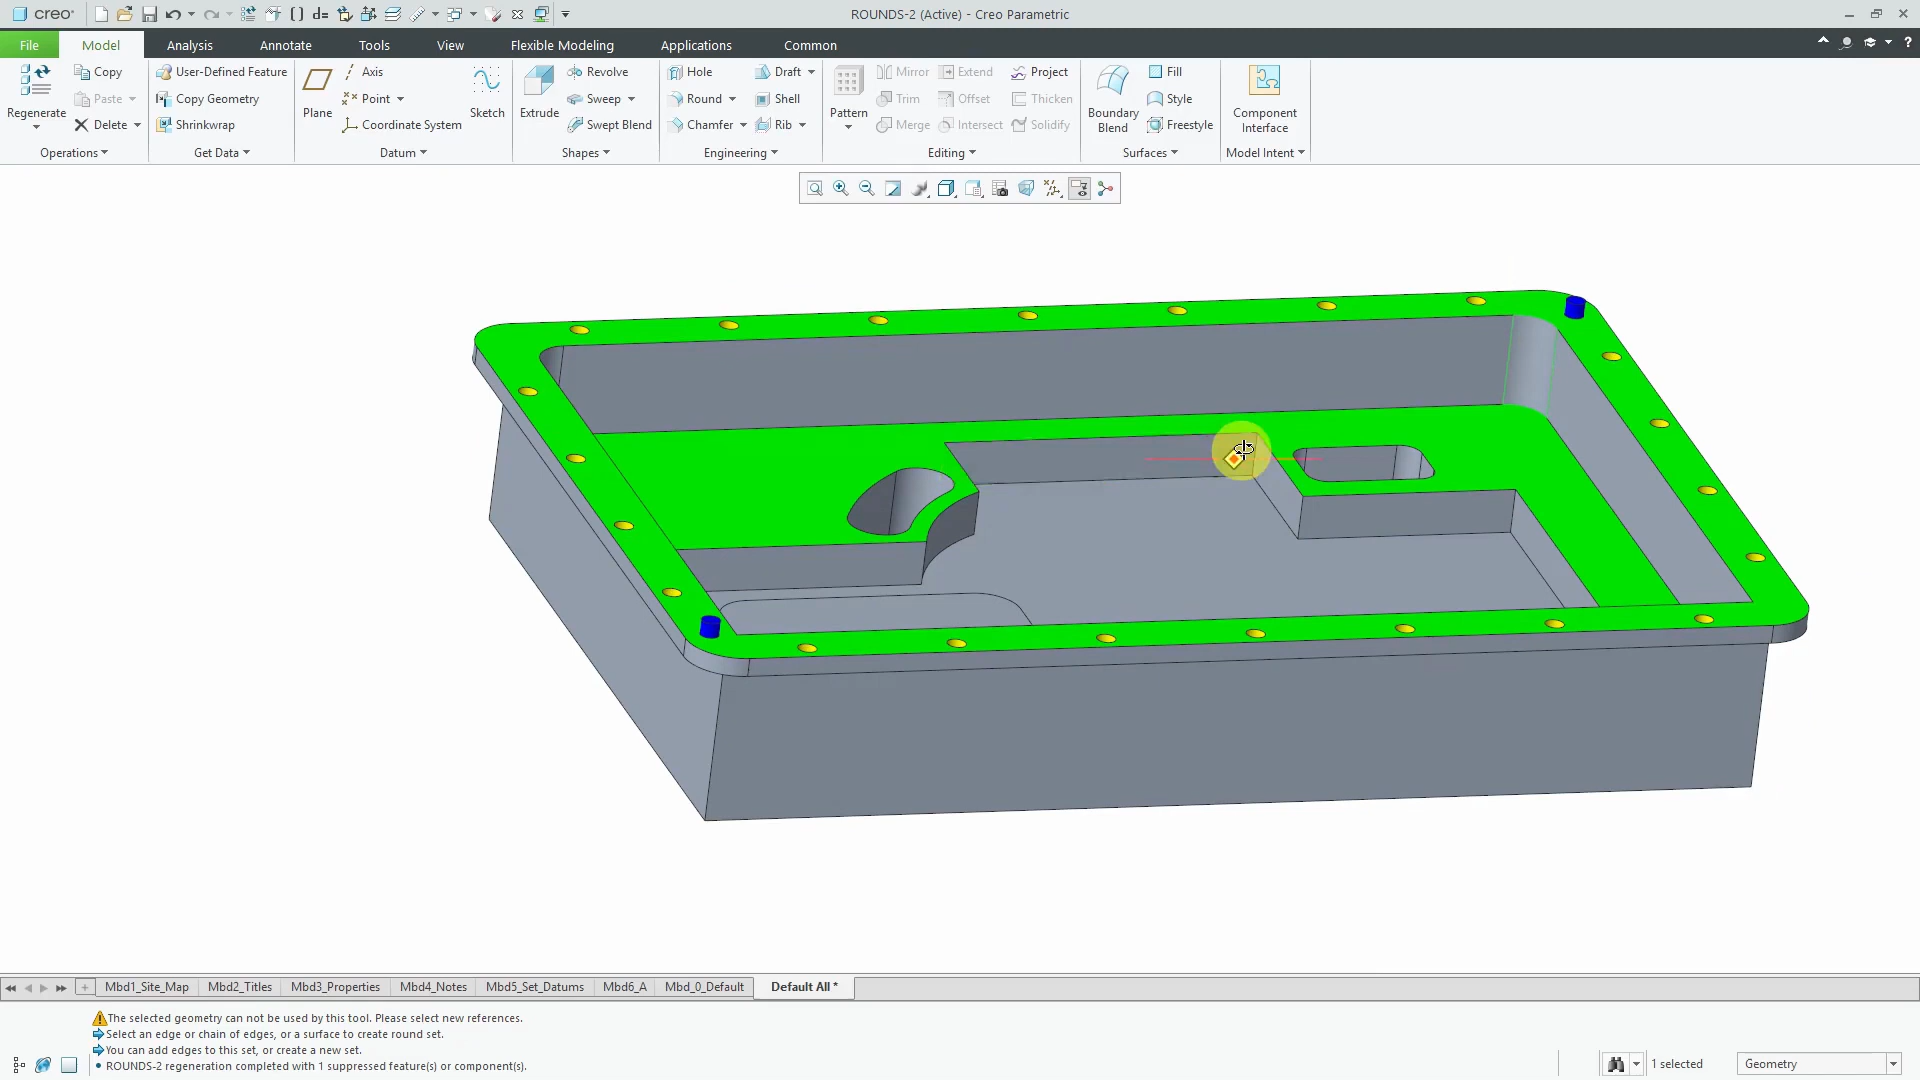 creo
ROUNDS-2 (Active) - Creo Parametric
File Model Analysis Annotate Tools View Flexible Modeling Applications Common
Regenerate
Copy
Paste
Delete
Operations
User-Defined Feature
Copy Geometry
Shrinkwrap
Get Data
Plane
Axis
Point
Coordinate System
Sketch
Datum
Extrude
Revolve
Sweep
Swept Blend
Shapes
Hole
Round
Chamfer
Draft
Shell
Rib
Engineering
Pattern
Mirror
Trim
Merge
Extend
Offset
Intersect
Project
Thicken
Solidify
Editing
Boundary
Blend
Fill
Style
Freestyle
Surfaces
Component
Interface
Model Intent
Mbd1_Site_Map Mbd2_Titles Mbd3_Properties Mbd4_Notes Mbd5_Set_Datums Mbd6_A Mbd_0_Default Default All *
The selected geometry can not be used by this tool. Please select new references.
Select an edge or chain of edges, or a surface to create round set.
You can add edges to this set, or create a new set.
• ROUNDS-2 regeneration completed with 1 suppressed feature(s) or component(s).
1 selected
Geometry